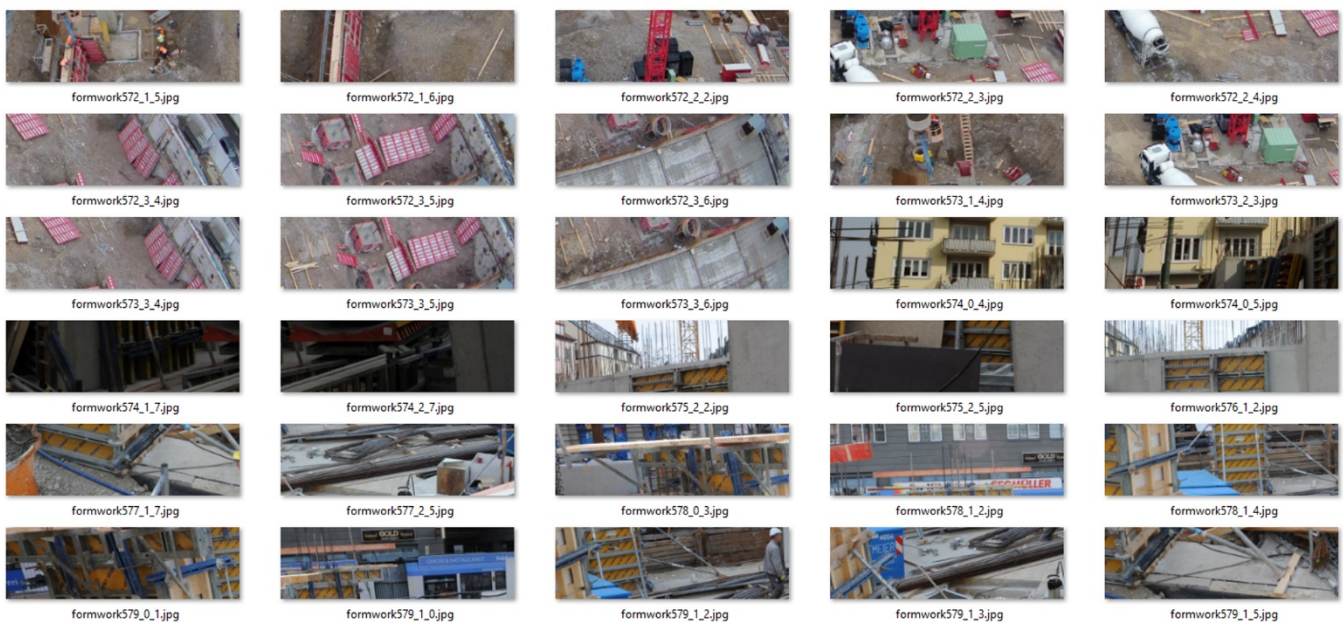 formwork572_1_5.jpg
formwork572_1_6.jpg
formwork572_2_2.jpg
formwork572_2_3.jpg
formwork572_2_4.jpg
formwork572_3_4.jpg
formwork572_3_5.jpg
formwork572_3_6.jpg
formwork573_1_4.jpg
formwork573_2_3.jpg
formwork573_3_4.jpg
formwork573_3_5.jpg
formwork573_3_6.jpg
formwork574_0_4.jpg
formwork574_0_5.jpg
formwork574_1_7.jpg
formwork574_2_7.jpg
formwork575_2_2.jpg
formwork575_2_5.jpg
formwork576_1_2.jpg
GOLD
formwork577_1_7.jpg
formwork577_2_5.jpg
formwork578_0_3.jpg
formwork578_1_2.jpg
formwork578_1_4.jpg
GOLD
MEIER
formwork579_0_1.jpg
formwork579_1_0.jpg
formwork579_1_2.jpg
formwork579_1_3.jpg
formwork579_1_5.jpg